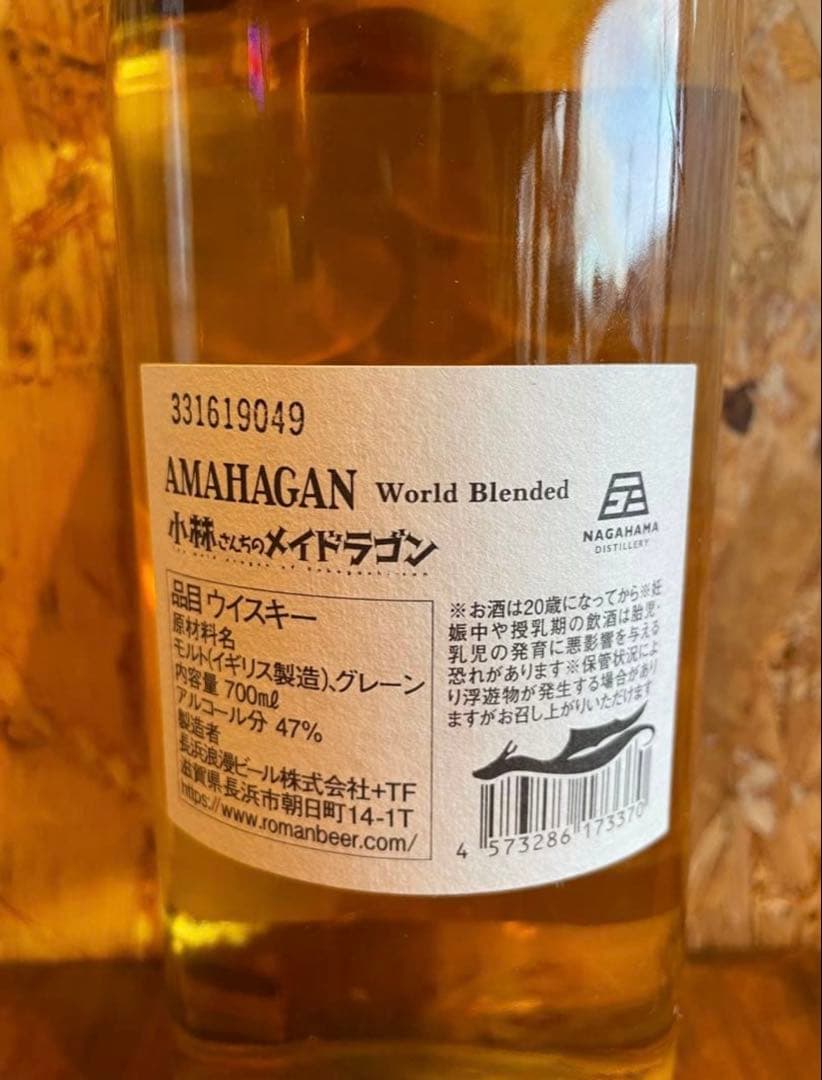 331619049
AMAHAGAN World Blended
小林さんちのメイドラゴン
NAGAHAMA
DISTILLERY
品目 ウイスキー
原材料名
モルト(イギリス製造)、グレーン
内容量 700㎖
アルコール分 47%
製造者
長浜浪漫ビール株式会社+TF
滋賀県長浜市朝日町14-1T
https://www.romanbeer.com/
※お酒は20歳になってから※妊
娠中や授乳期の飲酒は胎児・
乳児の発育に悪影響を与える
恐れがあります※保管状況によ
り浮遊物が発生する場合があり
ますがお召し上がりいただけます
4 573286 173370